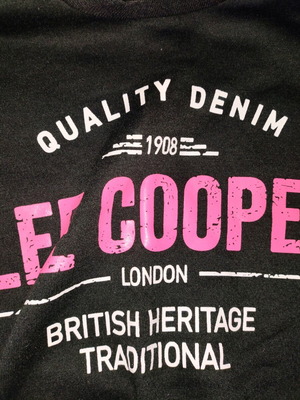 QUALITY DENIM
1908
LEE COOPE
LONDON
BRITISH HERITAGE
TRADITIONAL